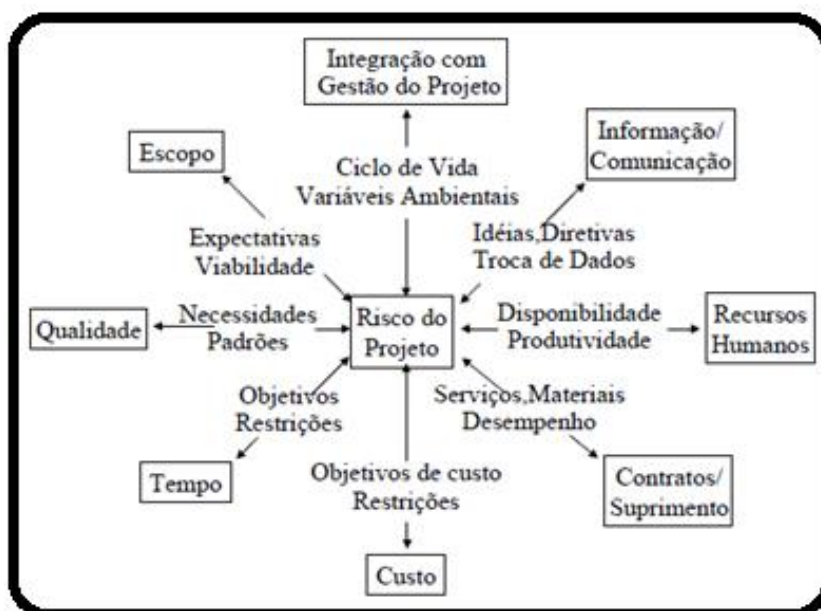 Integração com
Gestão do Projeto
Informação/
Comunicação
Escopo
Ciclo de Vida
Variáveis Ambientais
Idéias,Diretivas
Troca de Dados
Expectativas
Viabilidade
Qualidade
Necessidades
Padrões
Risco do
Projeto
Disponibilidade
Produtividade
Recursos
Humanos
Objetivos
Restrições
Serviços,Materiais
Desempenho
Tempo
Objetivos de custo
Restrições
Contratos/
Suprimento
Custo